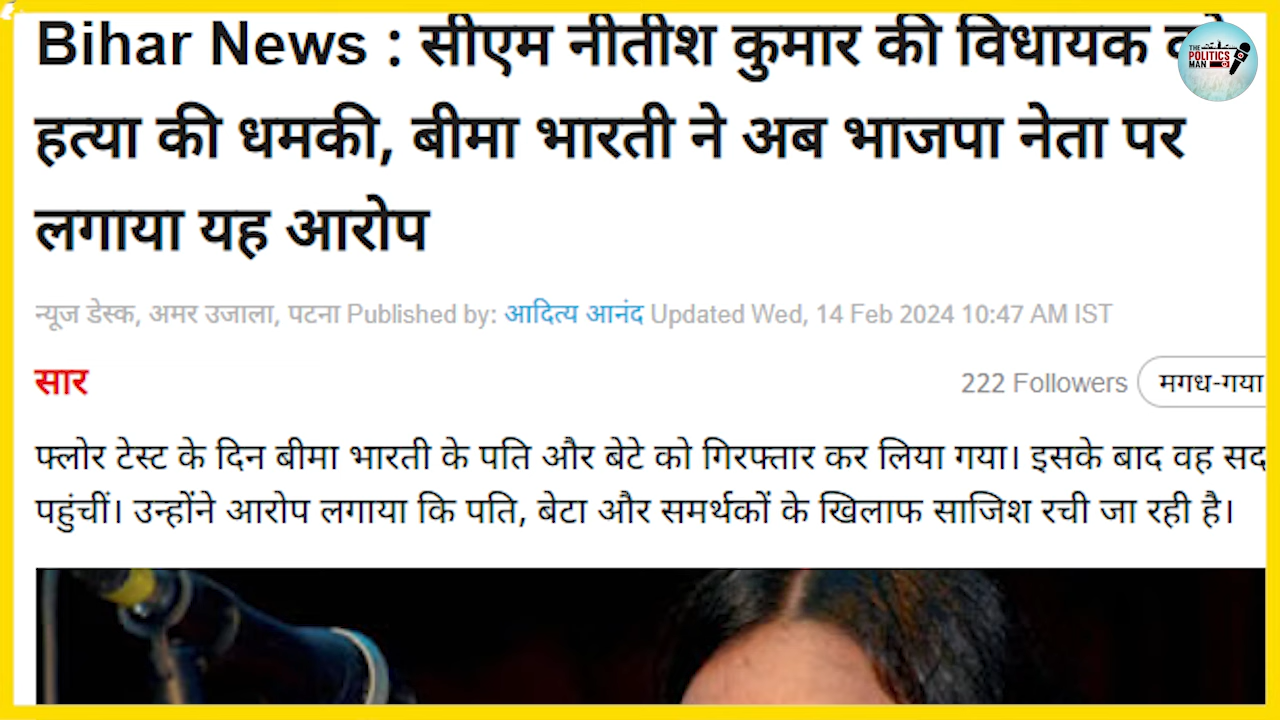 Bihar News : सीएम नीतीश कुमार की विधायक
हत्या की धमकी, बीमा भारती ने अब भाजपा नेता पर
लगाया यह आरोप
न्यूज डेस्क, अमर उजाला, पटना Published by: आदित्य आनंद Updated Wed, 14 Feb 2024 10:47 AM IST
सार
222 Followers मगध-गया
फ्लोर टेस्ट के दिन बीमा भारती के पति और बेटे को गिरफ्तार कर लिया गया। इसके बाद वह
पहुंचीं। उन्होंने आरोप लगाया कि पति, बेटा और समर्थकों के खिलाफ साजिश रची जा रही है।
THE
POLITICS
MAN